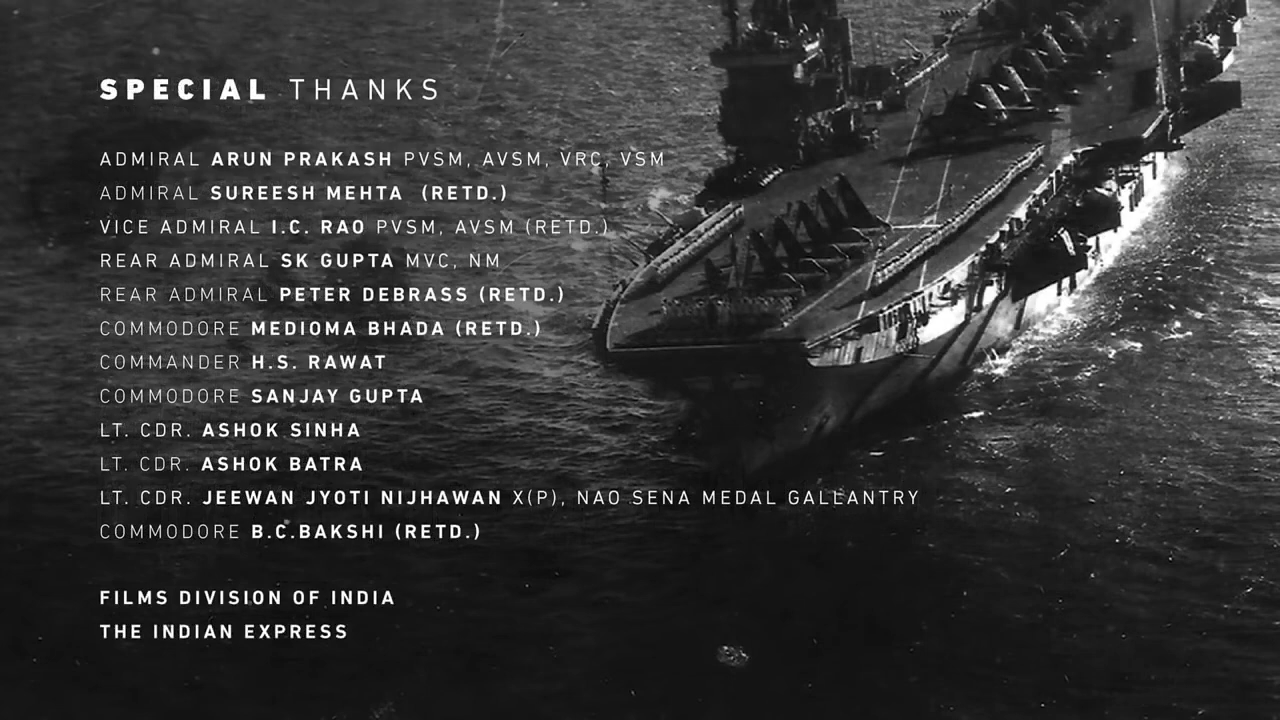 SPECIAL THANKS
ADMIRAL ARUN PRAKASH PVSM, AVSM, VRC, VSM
ADMIRAL SUREESH MEHTA (RETD.)
VICE ADMIRAL I.C. RAO PVSM, AVSM (RETD.)
REAR ADMIRAL SK GUPTA MVC, NM
REAR ADMIRAL PETER DEBRASS (RETD.)
COMMODORE MEDIOMA BHADA (RETD.)
COMMANDER H.S. RAWAT
COMMODORE SANJAY GUPTA
LT. CDR. ASHOK SINHA
LT. CDR. ASHOK BATRA
LT. CDR. JEEWAN JYOTI NIJHAWAN X(P), NAO SENA MEDAL GALLANTRY
COMMODORE B.C.BAKSHI (RETD.)
FILMS DIVISION OF INDIA
THE INDIAN EXPRESS